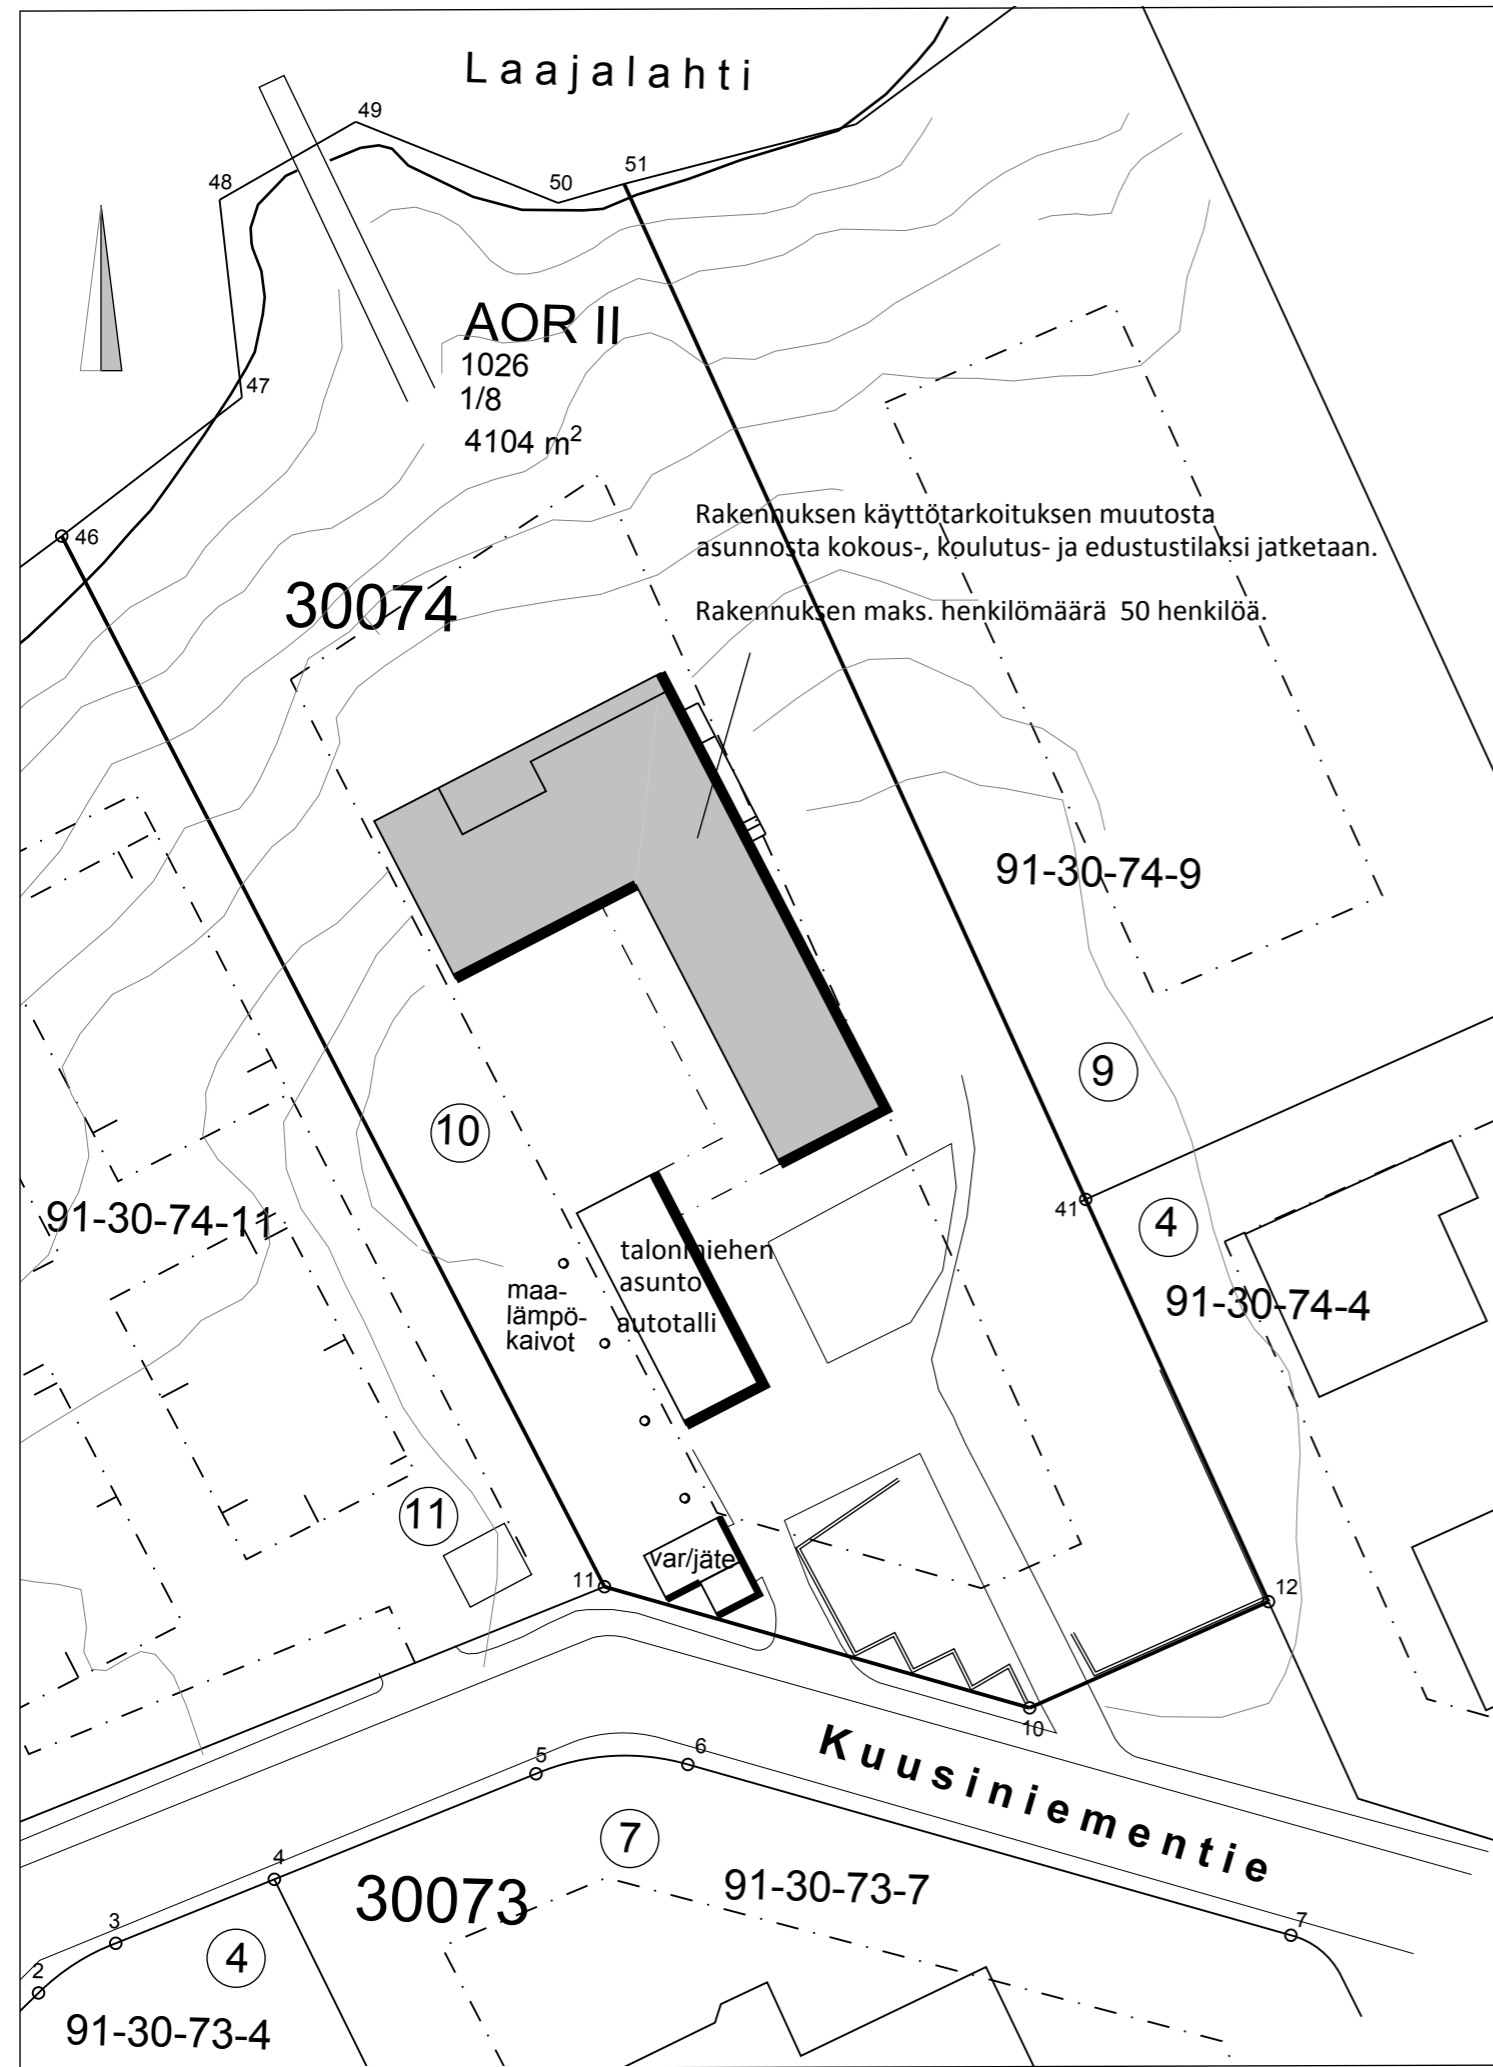 Laajalahti
49
51
48
50
AOR II
1026
1/8
4104 m²
47
46
Rakennuksen käyttötarkoituksen muutosta
asunnosta kokous-, koulutus- ja edustustilaksi jatketaan.
Rakennuksen maks. henkilömäärä 50 henkilöä.
30074
91-30-74-9
9
10
41
4
91-30-74-11
talonmiehen
asunto
autotalli
maa-
lämpö-
kaivot
91-30-74-4
11
var/jäte
11
12
10
Kuusiniementie
5
6
7
4
30073
91-30-73-7
3
7
4
2
91-30-73-4